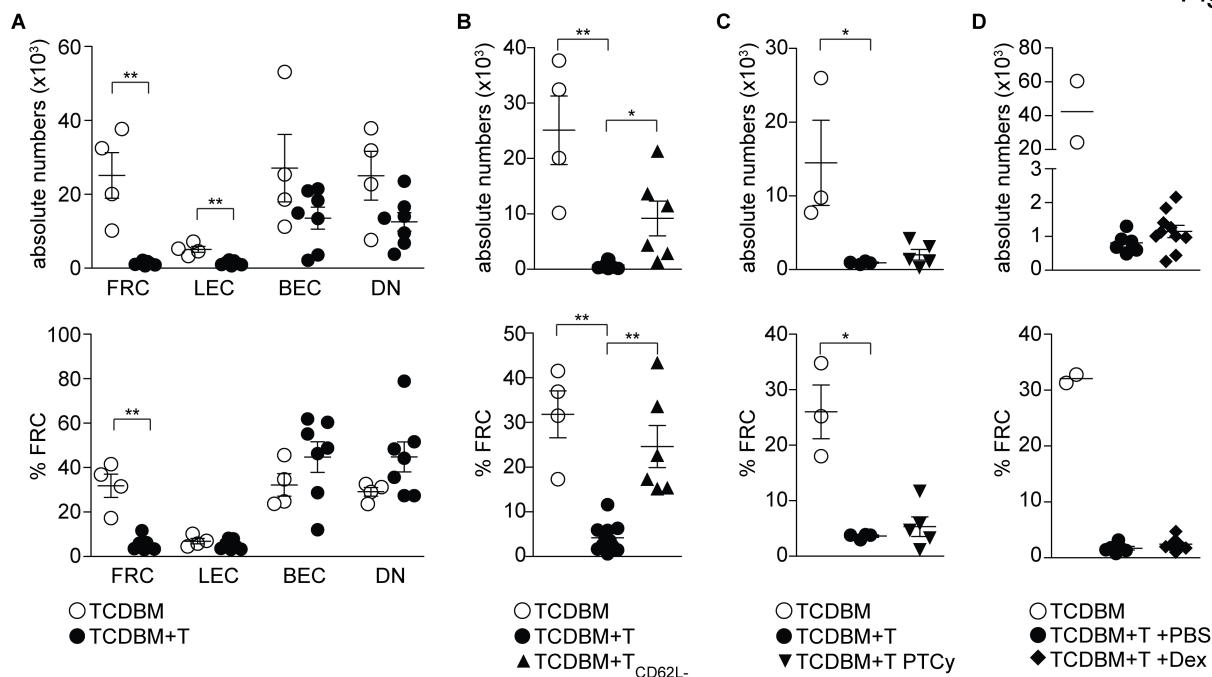 A
B
C
D
absolute numbers (x10³)
60
40
20
0
**
**
FRC LEC BEC DN
absolute numbers (x10³)
40
30
20
10
0
**
*
absolute numbers (x10³)
30
20
10
0
*
absolute numbers (x10³)
80
60
40
20
3
2
1
0
% FRC
100
80
60
40
20
0
**
FRC LEC BEC DN
% FRC
50
40
30
20
10
0
**
**
% FRC
40
30
20
10
0
*
% FRC
40
30
20
10
0
TCDBM
TCDBM+T
TCDBM
TCDBM+T
TCDBM+T CD62L-
TCDBM
TCDBM+T
TCDBM+T PTCy
TCDBM
TCDBM+T +PBS
TCDBM+T +Dex